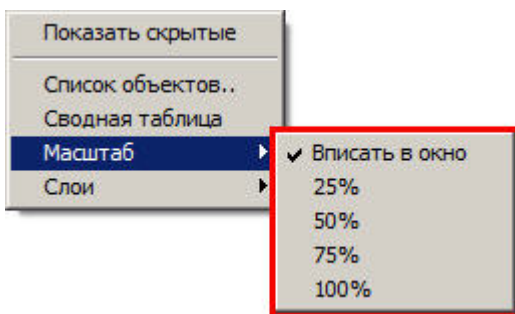 Показать скрытые
Список объектов..
Сводная таблица
Масштаб
Слои
Вписать в окно
25%
50%
75%
100%